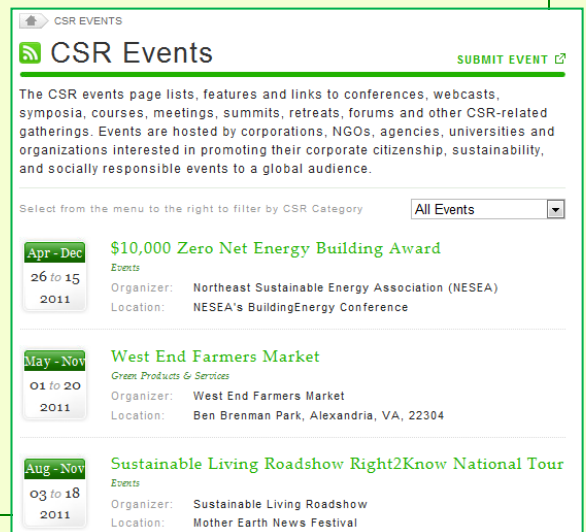 CSR EVENTS
CSR Events
SUBMIT EVENT
The CSR events page lists, features and links to conferences, webcasts,
symposia, courses, meetings, summits, retreats, forums and other CSR-related
gatherings. Events are hosted by corporations, NGOs, agencies, universities and
organizations interested in promoting their corporate citizenship, sustainability,
and socially responsible events to a global audience.
Select from the menu to the right to filter by CSR Category
All Events
Apr - Dec
26 to 15
2011
$10,000 Zero Net Energy Building Award
Events
Organizer: Northeast Sustainable Energy Association (NESEA)
Location: NESEA's BuildingEnergy Conference
May - Nov
01 to 20
2011
West End Farmers Market
Green Products & Services
Organizer: West End Farmers Market
Location: Ben Brenman Park, Alexandria, VA, 22304
Aug - Nov
03 to 18
2011
Sustainable Living Roadshow Right2Know National Tour
Events
Organizer: Sustainable Living Roadshow
Location: Mother Earth News Festival